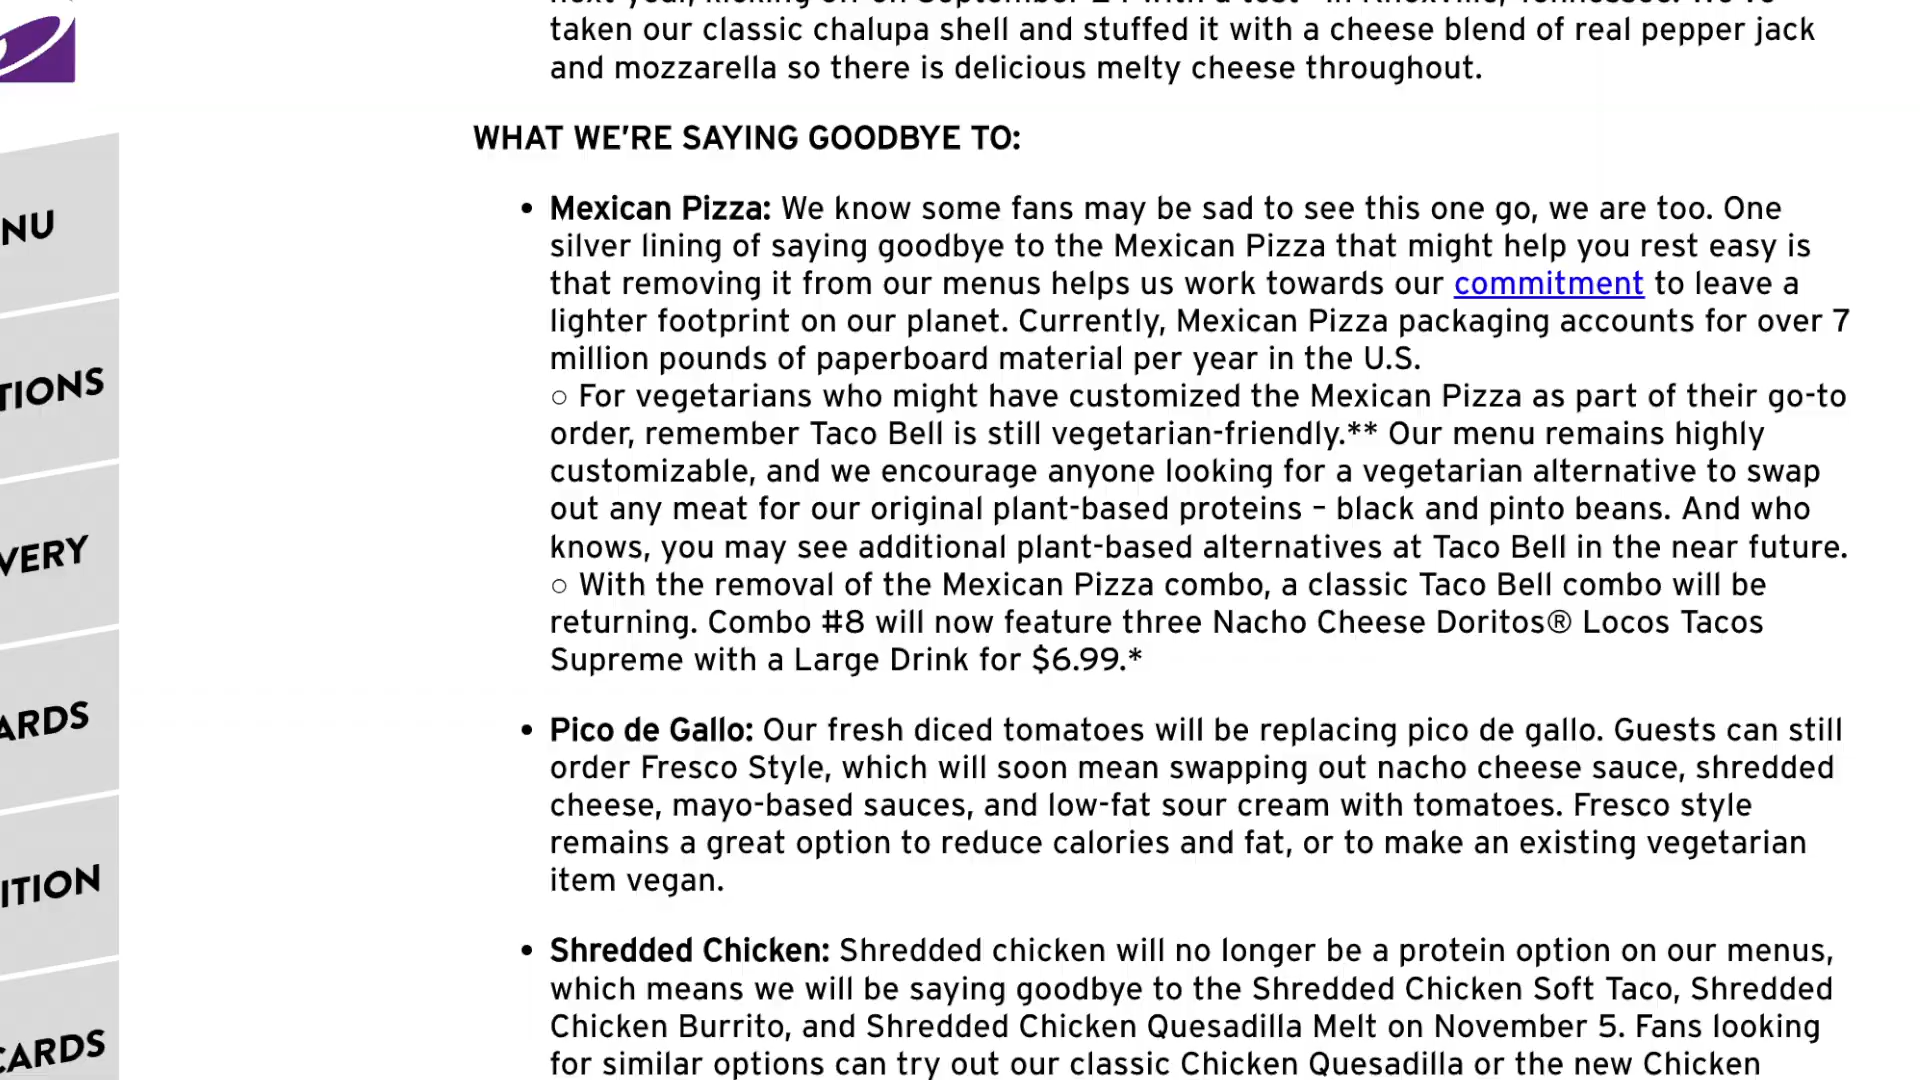 taken our classic chalupa shell and stuffed it with a cheese blend of real pepper jack
and mozzarella so there is delicious melty cheese throughout.
WHAT WE'RE SAYING GOODBYE TO:
• Mexican Pizza: We know some fans may be sad to see this one go, we are too. One
silver lining of saying goodbye to the Mexican Pizza that might help you rest easy is
that removing it from our menus helps us work towards our commitment to leave a
lighter footprint on our planet. Currently, Mexican Pizza packaging accounts for over 7
million pounds of paperboard material per year in the U.S.
○ For vegetarians who might have customized the Mexican Pizza as part of their go-to
order, remember Taco Bell is still vegetarian-friendly.** Our menu remains highly
customizable, and we encourage anyone looking for a vegetarian alternative to swap
out any meat for our original plant-based proteins – black and pinto beans. And who
knows, you may see additional plant-based alternatives at Taco Bell in the near future.
○ With the removal of the Mexican Pizza combo, a classic Taco Bell combo will be
returning. Combo #8 will now feature three Nacho Cheese Doritos® Locos Tacos
Supreme with a Large Drink for $6.99.*
• Pico de Gallo: Our fresh diced tomatoes will be replacing pico de gallo. Guests can still
order Fresco Style, which will soon mean swapping out nacho cheese sauce, shredded
cheese, mayo-based sauces, and low-fat sour cream with tomatoes. Fresco style
remains a great option to reduce calories and fat, or to make an existing vegetarian
item vegan.
• Shredded Chicken: Shredded chicken will no longer be a protein option on our menus,
which means we will be saying goodbye to the Shredded Chicken Soft Taco, Shredded
Chicken Burrito, and Shredded Chicken Quesadilla Melt on November 5. Fans looking
for similar options can try out our classic Chicken Quesadilla or the new Chicken
NU
TIONS
VERY
ARDS
ITION
CARDS